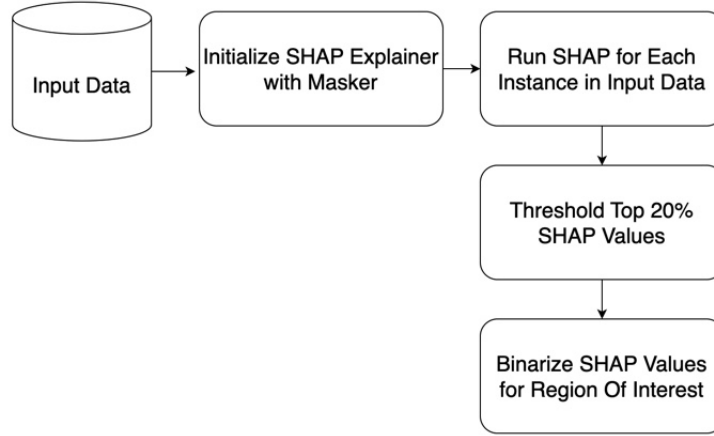 Input Data
Initialize SHAP Explainer
with Masker
Run SHAP for Each
Instance in Input Data
Threshold Top 20%
SHAP Values
Binarize SHAP Values
for Region Of Interest